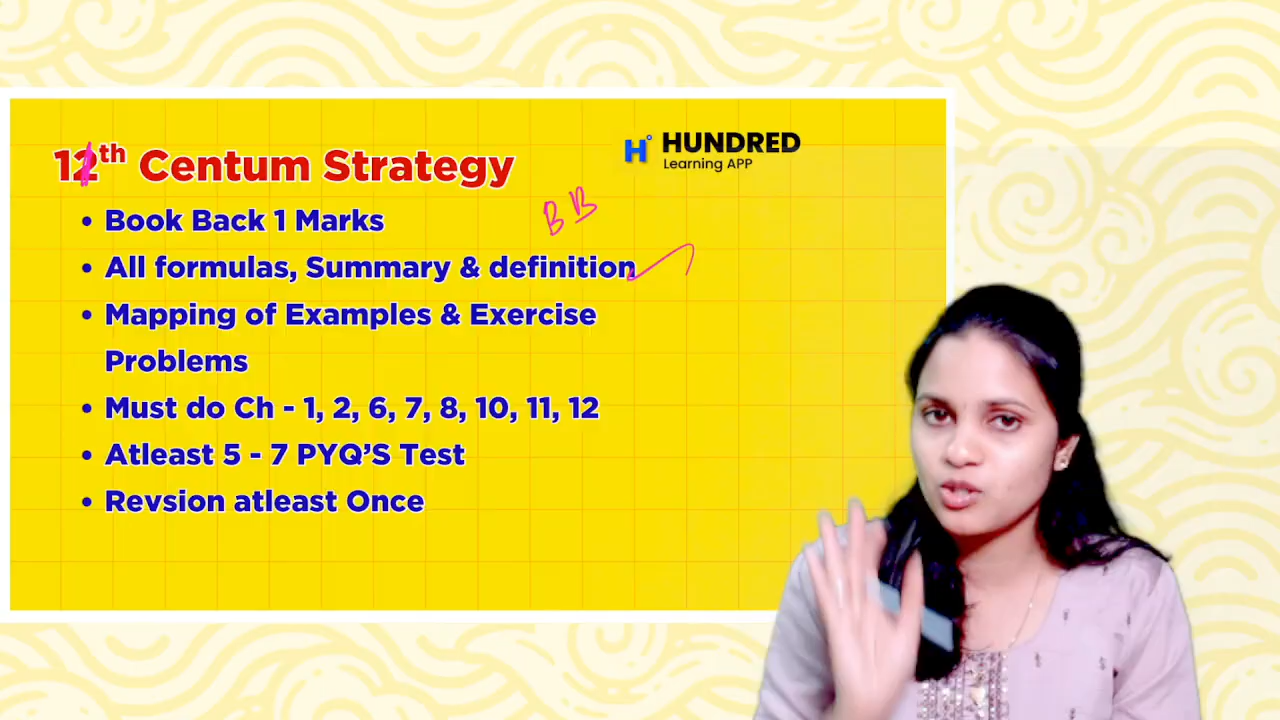 12th Centum Strategy
H° HUNDRED
Learning APP
• Book Back 1 Marks
BB
• All formulas, Summary & definition
• Mapping of Examples & Exercise
Problems
• Must do Ch - 1, 2, 6, 7, 8, 10, 11, 12
• Atleast 5 - 7 PYQ’S Test
• Revsion atleast Once